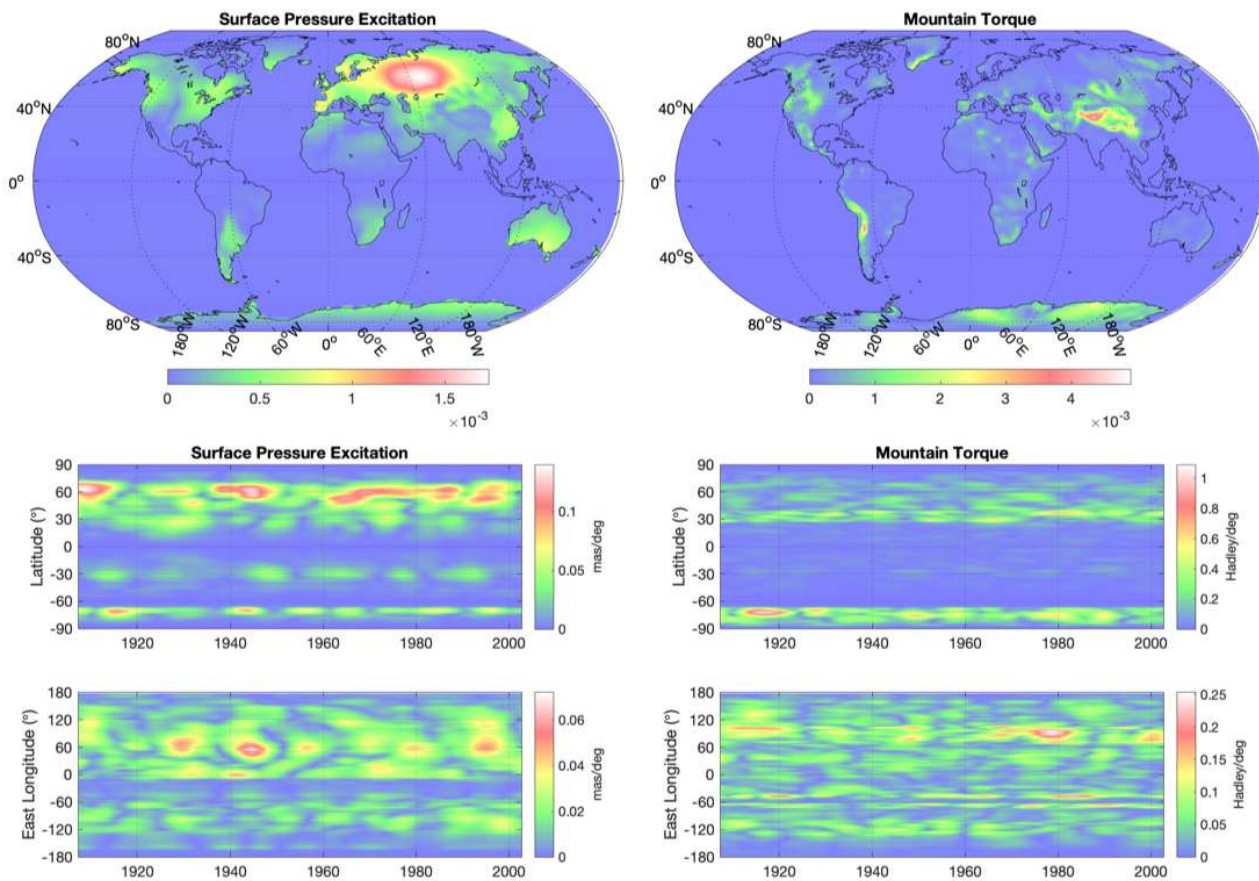 Surface Pressure Excitation
80°N
40°N
0°
40°S
80°S
180°W
120°W
60°W
0°
60°E
120°E
180°W
0 0.5 1 1.5
×10-3
Mountain Torque
80°N
40°N
0°
40°S
80°S
180°W
120°W
60°W
0°
60°E
120°E
180°W
0 1 2 3 4
×10-3
Surface Pressure Excitation
Latitude (°)
90
60
30
0
-30
-60
-90
1920 1940 1960 1980 2000
0.1
0.05
0
mas/deg
Mountain Torque
Latitude (°)
90
60
30
0
-30
-60
-90
1920 1940 1960 1980 2000
1
0.8
0.6
0.4
0.2
0
Hadley/deg
East Longitude (°)
180
120
60
0
-60
-120
-180
1920 1940 1960 1980 2000
0.06
0.04
0.02
0
mas/deg
East Longitude (°)
180
120
60
0
-60
-120
-180
1920 1940 1960 1980 2000
0.25
0.2
0.15
0.1
0.05
0
Hadley/deg